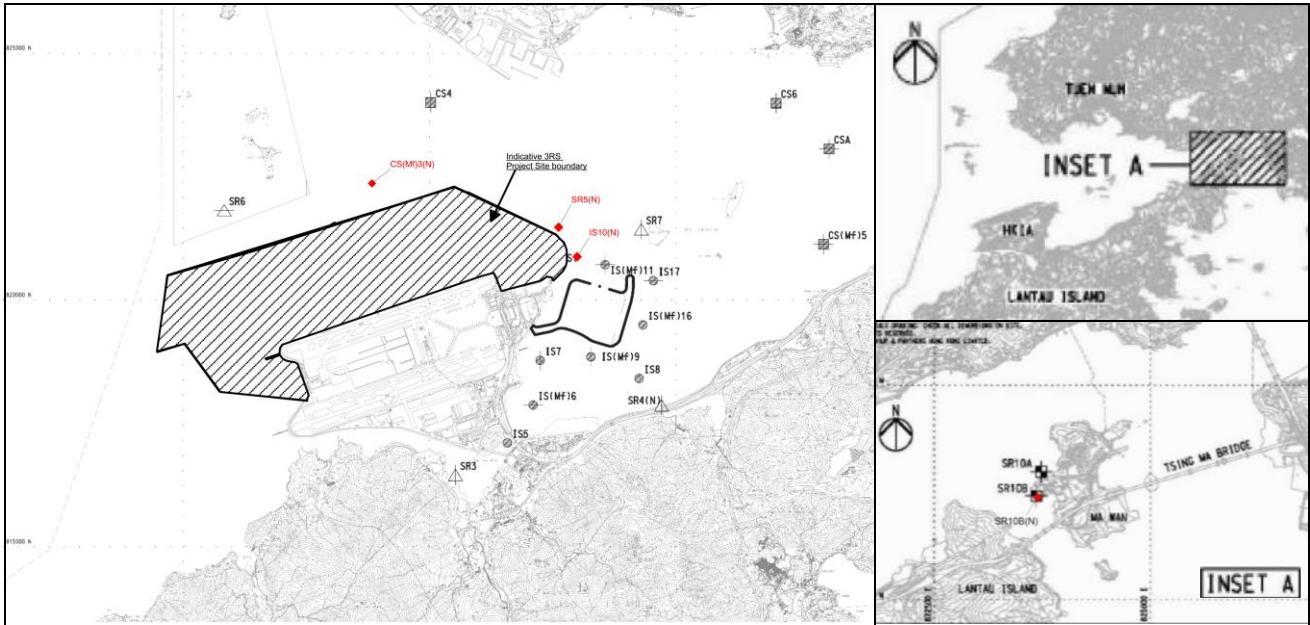 825000 N
CS4
CS6
CSA
CS(Mf)3(N)
Indicative 3RS
Project Site boundary
SR6
SR5(N)
SR7
IS10(N)
CS(Mf)5
IS(Mf)11
IS17
820000 N
IS(Mf)16
IS7
IS(Mf)9
IS8
SR4(N)
IS(Mf)6
IS5
SR3
815000 N
N
TUEN MUN
INSET A
HKIA
LANTAU ISLAND
N
SR10A
SR10B
SR10B(N)
TSING MA BRIDGE
MA WAN
LANTAU ISLAND
INSET A